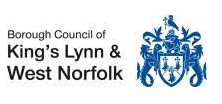 Borough Council of
King's Lynn &
West Norfolk